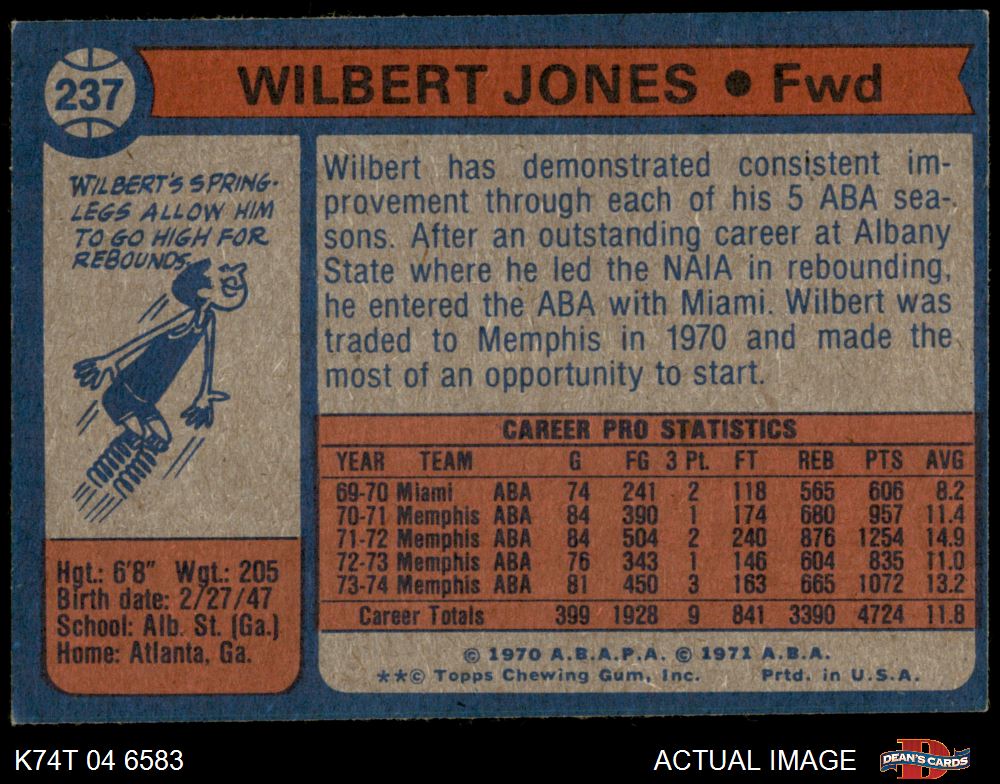 237
WILBERT JONES • Fwd
WILBERT'S SPRING-
LEGS ALLOW HIM
TO GO HIGH FOR
REBOUNDS.
Wilbert has demonstrated consistent im-
provement through each of his 5 ABA sea-
sons. After an outstanding career at Albany
State where he led the NAIA in rebounding,
he entered the ABA with Miami. Wilbert was
traded to Memphis in 1970 and made the
most of an opportunity to start.
Hgt.: 6'8" Wgt.: 205
Birth date: 2/27/47
School: Alb. St. (Ga.)
Home: Atlanta, Ga.
CAREER PRO STATISTICS
YEAR TEAM G FG 3 Pt. FT REB PTS AVG
69-70 Miami ABA 74 241 2 118 565 606 8.2
70-71 Memphis ABA 84 390 1 174 680 957 11.4
71-72 Memphis ABA 84 504 2 240 876 1254 14.9
72-73 Memphis ABA 76 343 1 146 604 835 11.0
73-74 Memphis ABA 81 450 3 163 665 1072 13.2
Career Totals 399 1928 9 841 3390 4724 11.8
© 1970 A.B.A.P.A. © 1971 A.B.A.
**© Topps Chewing Gum, Inc. Prtd. in U.S.A.
K74T 04 6583
ACTUAL IMAGE
D
DEAN'S CARDS